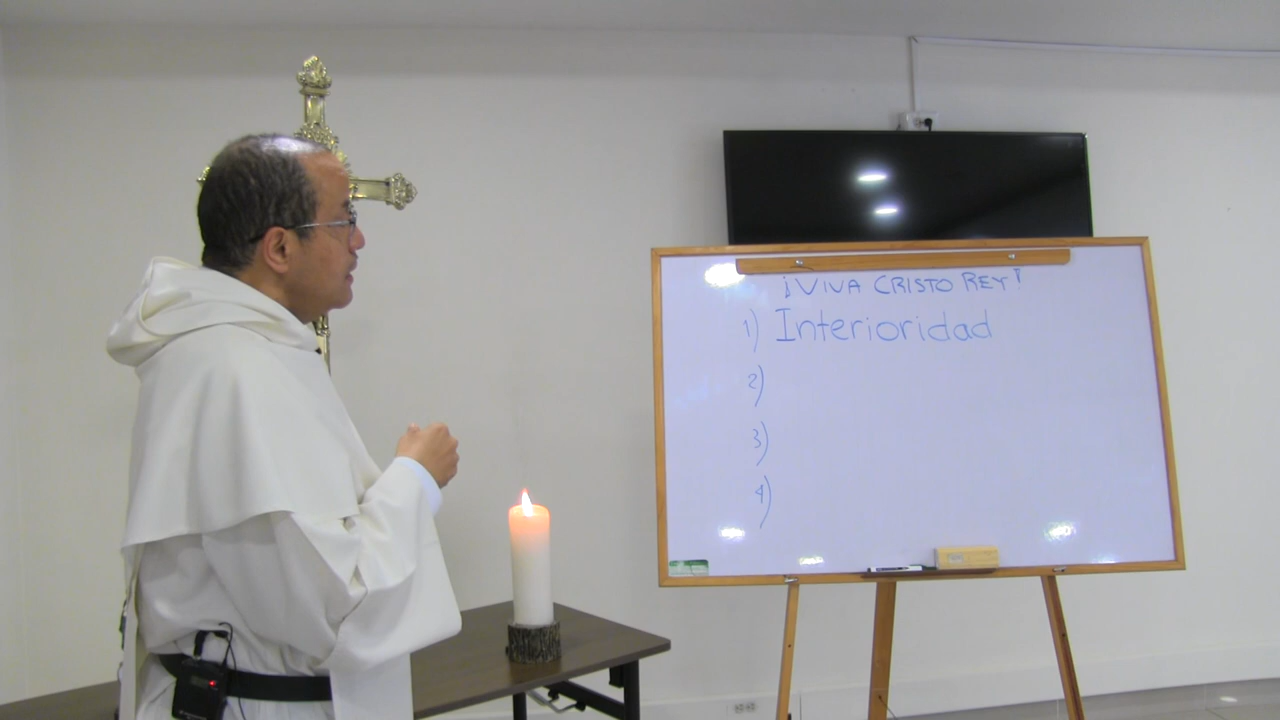 ¡VIVA CRISTO REY!
1) Interioridad
2)
3)
4)